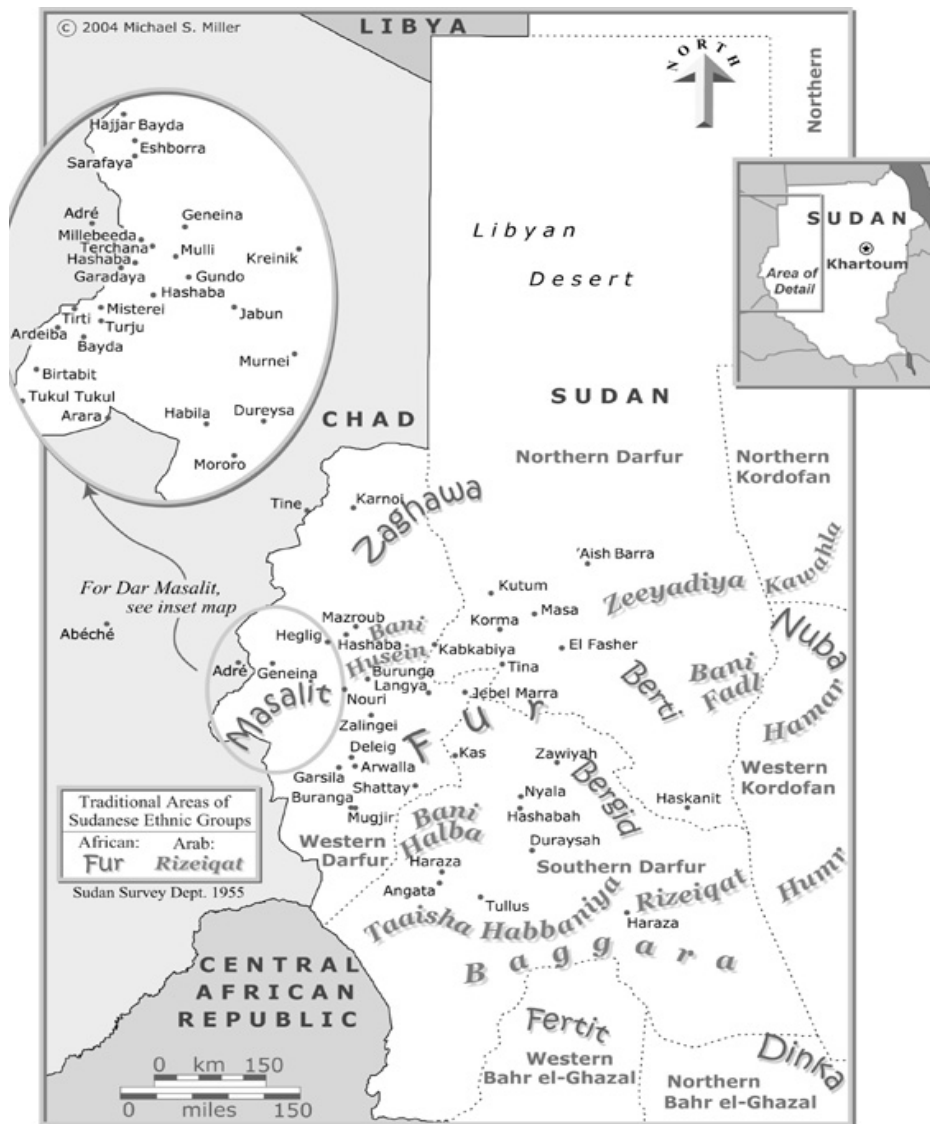 © 2004 Michael S. Miller
LIBYA
NORTH
Northern
Hajjar Bayda
Eshborra
Sarafaya
Adré
Geneina
Millebeeda
Terchana
Mulli
Kreinik
Hashaba
Garadaya
Gundo
Hashaba
Misterei
Jabun
Tirti
Turju
Ardeiba
Bayda
Murnei
Birtabit
Tukul Tukul
Arara
Habila
Dureysa
Mororo
SUDAN
Khartoum
Area of
Detail
Libyan
Desert
SUDAN
CHAD
Northern Darfur
Northern
Kordofan
Tine
Karnoi
Zaghawa
'Aish Barra
Kawahla
Zeeyadiya
Kutum
For Dar Masalit,
see inset map
Masa
Mazroub
Korma
Abéché
Heglig
Bani
Husein
Hashaba
Kabkabiya
El Fasher
Nuba
Adré
Geneina
Burunga
Tina
Bani
Fadl
Langya
Berti
Masalit
Nouri
Jebel Marra
Hamar
Zalingei
Fur
Deleig
Kas
Zawiyah
Garsila
Arwalla
Western
Kordofan
Shattay
Nyala
Bergid
Haskanit
Buranga
Mugjir
Hashabah
Traditional Areas of
Sudanese Ethnic Groups
African:
Arab:
Fur
Rizeiqat
Sudan Survey Dept. 1955
Bani
Halba
Western
Darfur
Duraysah
Haraza
Southern Darfur
Humr
Angata
Rizeiqat
Tullus
Taaisha
Habbaniya
Haraza
Baggara
CENTRAL
AFRICAN
REPUBLIC
Fertit
Western
Bahr el-Ghazal
Dinka
Northern
Bahr el-Ghazal
0 km 150
0 miles 150